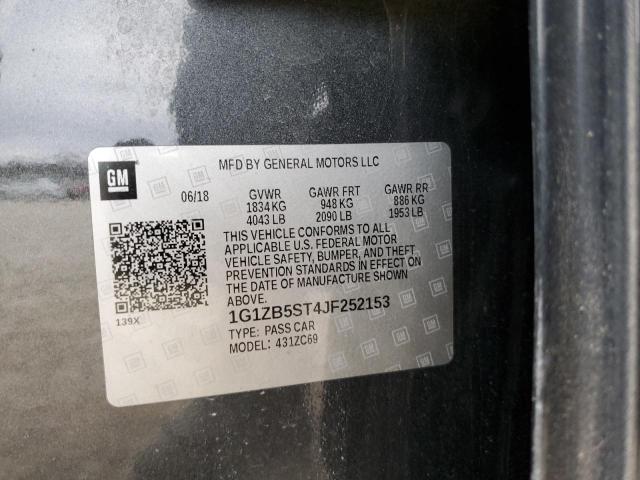 GM
MFD BY GENERAL MOTORS LLC
06/18 GVWR GAWR FRT GAWR RR
1834 KG 948 KG 886 KG
4043 LB 2090 LB 1953 LB
THIS VEHICLE CONFORMS TO ALL
APPLICABLE U.S. FEDERAL MOTOR
VEHICLE SAFETY, BUMPER, AND THEFT
PREVENTION STANDARDS IN EFFECT ON
THE DATE OF MANUFACTURE SHOWN
ABOVE.
139X
1G1ZB5ST4JF252153
TYPE: PASS CAR
MODEL: 431ZC69